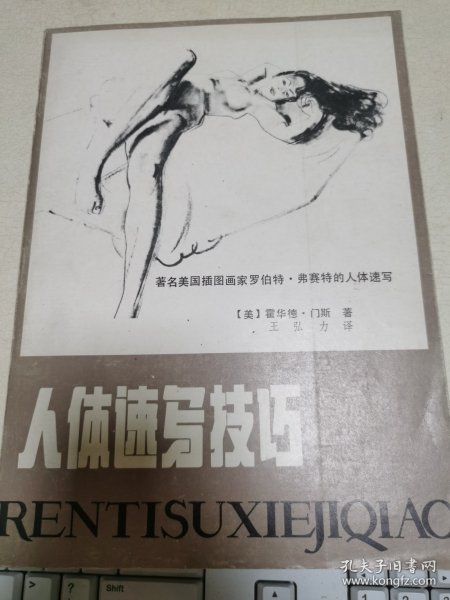 著名美国插图画家罗伯特·弗赛特的人体速写
【美】霍华德·门斯 著
王弘力 译
人体速写技巧
RENTISUXIEJIQIAO
Shift
孔夫子旧书网
www.kongfz.com